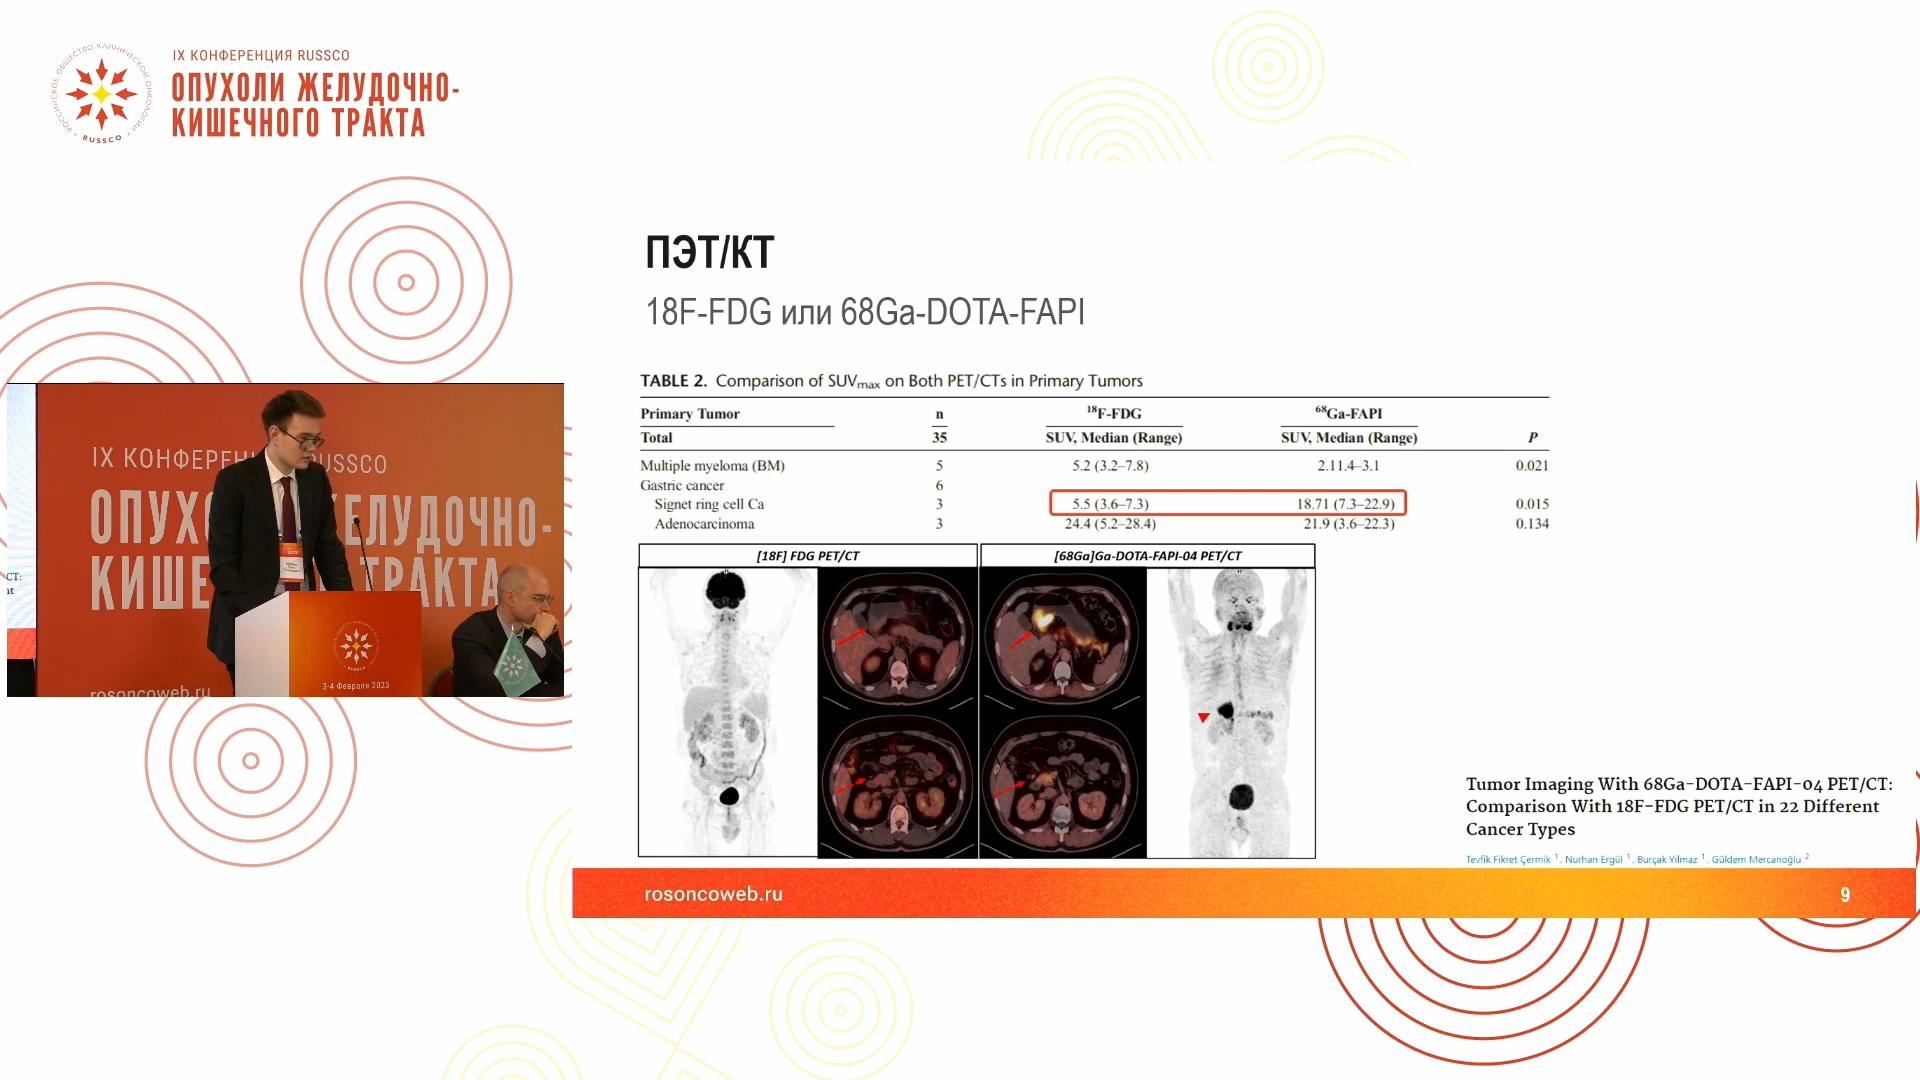 IX КОНФЕРЕНЦИЯ RUSSCO
ОПУХОЛИ ЖЕЛУДОЧНО-
КИШЕЧНОГО ТРАКТА
РОССИЙСКОЕ ОБЩЕСТВО КЛИНИЧЕСКОЙ ОНКОЛОГИИ
RUSSCO
IX КОНФЕРЕН RUSSCO
ОПУХО ЕЛУДОЧНО-
КИШЕ ТРАКТА
rosoncoweb.ru
3-4 Февраля 2023
CT:
ПЭТ/КТ
18F-FDG или 68Ga-DOTA-FAPI
TABLE 2. Comparison of SUVmax on Both PET/CTs in Primary Tumors
Primary Tumor n 18F-FDG 68Ga-FAPI
Total 35 SUV, Median (Range) SUV, Median (Range) P
Multiple myeloma (BM) 5 5.2 (3.2–7.8) 2.11.4–3.1 0.021
Gastric cancer 6
Signet ring cell Ca 3 5.5 (3.6–7.3) 18.71 (7.3–22.9) 0.015
Adenocarcinoma 3 24.4 (5.2–28.4) 21.9 (3.6–22.3) 0.134
[18F] FDG PET/CT [68Ga]Ga-DOTA-FAPI-04 PET/CT
Tumor Imaging With 68Ga-DOTA-FAPI-04 PET/CT:
Comparison With 18F-FDG PET/CT in 22 Different
Cancer Types
Tevfik Fikret Çermik 1, Nurhan Ergül 1, Burçak Yılmaz 1, Güldem Mercanoğlu 2
rosoncoweb.ru 9